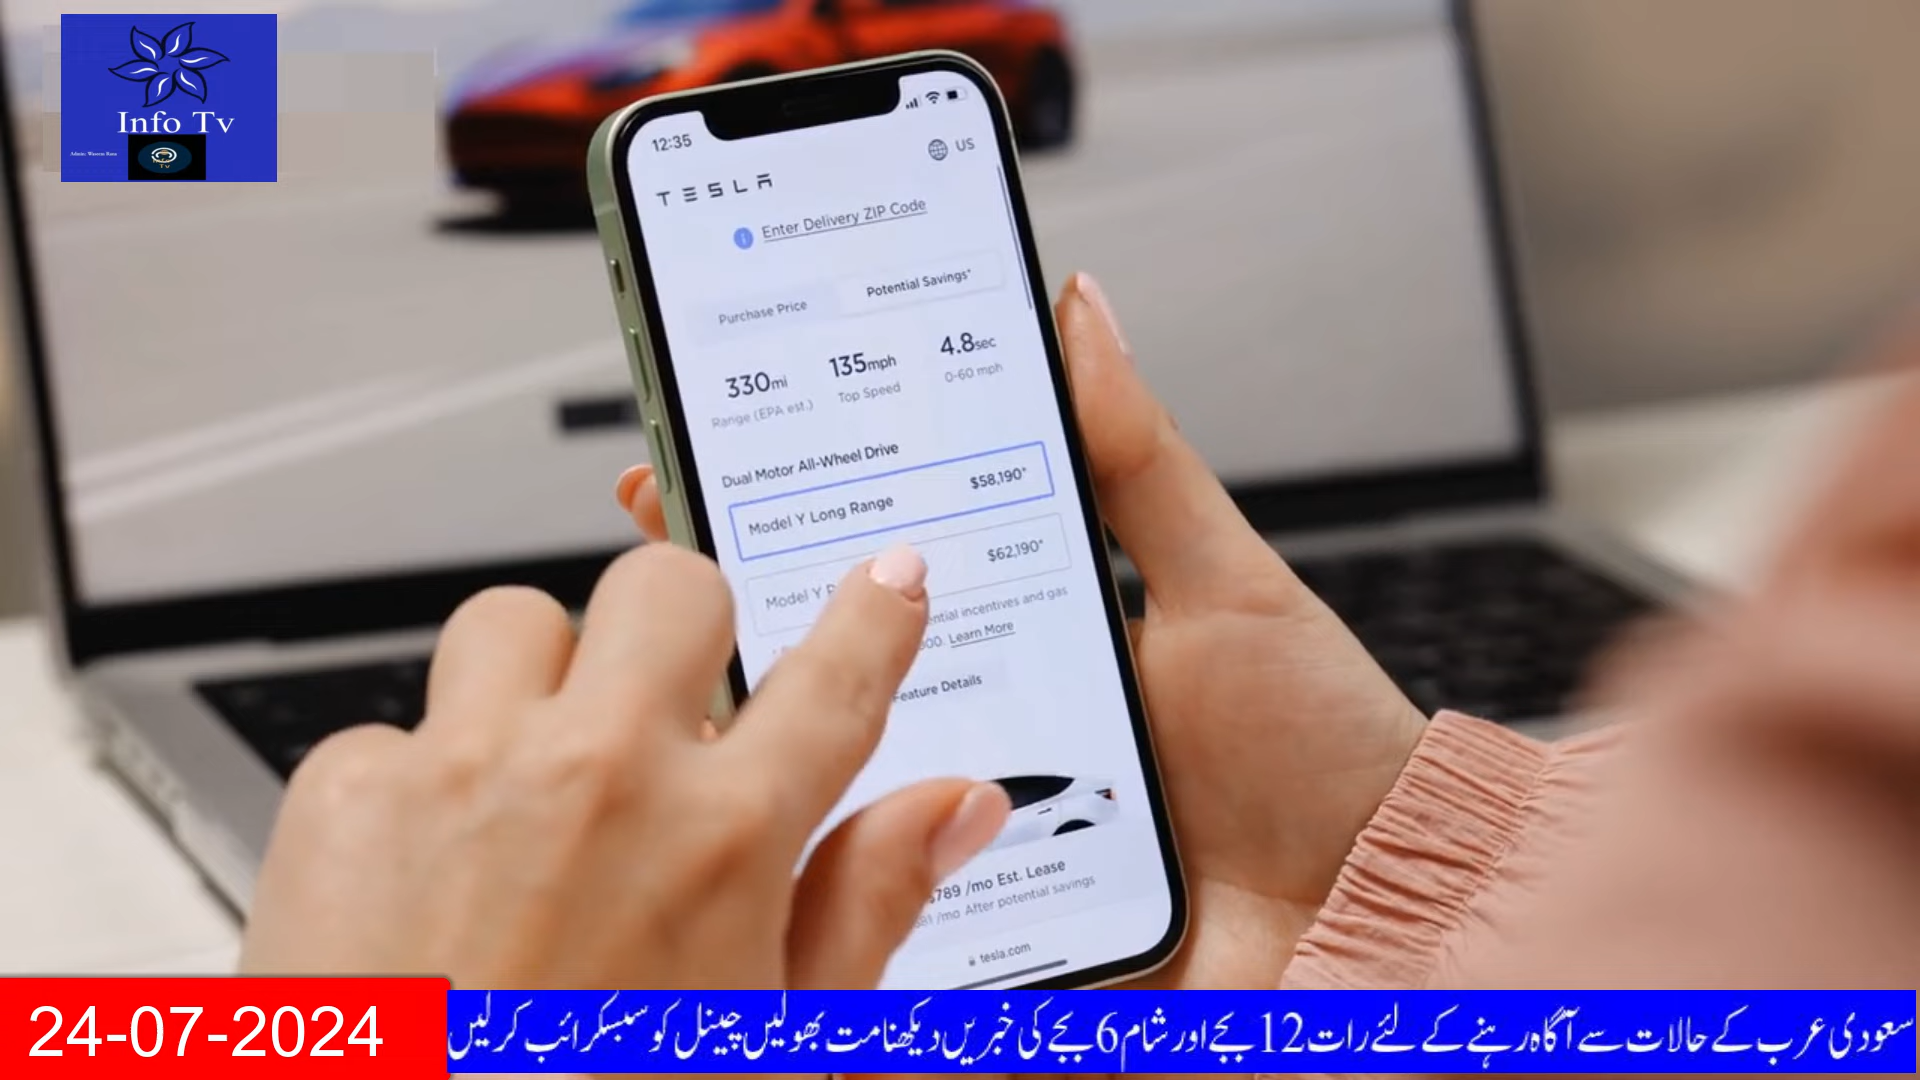 Info Tv
12:35
US
TESLA
Enter Delivery ZIP Code
Purchase Price
Potential Savings*
330mi
135mph
4.8sec
Range (EPA est.)
Top Speed
0-60 mph
Dual Motor All-Wheel Drive
Model Y Long Range
$58,190*
Model Y
$62,190*
incentives and gas
Learn More
Feature Details
$789 /mo Est. Lease
/mo After potential savings
tesla.com
24-07-2024
سعودی عرب کے حالات سے آگاہ رہنے کے لئے رات 12 بجے اور شام 6 بجے کی خبریں دیکھنا مت بھولیں چینل کو سبسکرائب کر لیں